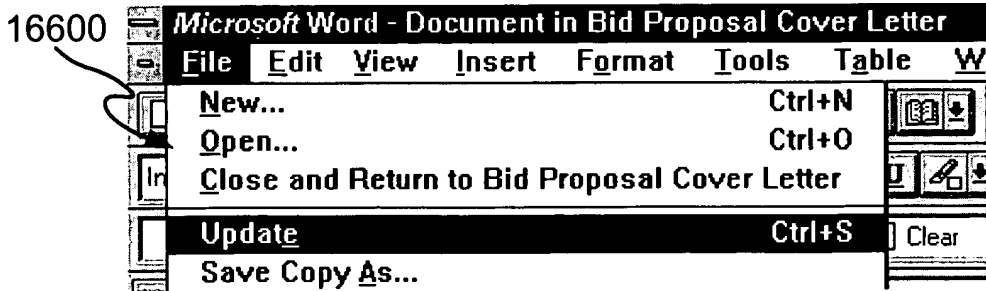 16600
Microsoft Word - Document in Bid Proposal Cover Letter
File Edit View Insert Format Tools Table W
New... Ctrl+N
Open... Ctrl+O
In
Close and Return to Bid Proposal Cover Letter
U
Update Ctrl+S
Clear
Save Copy As...